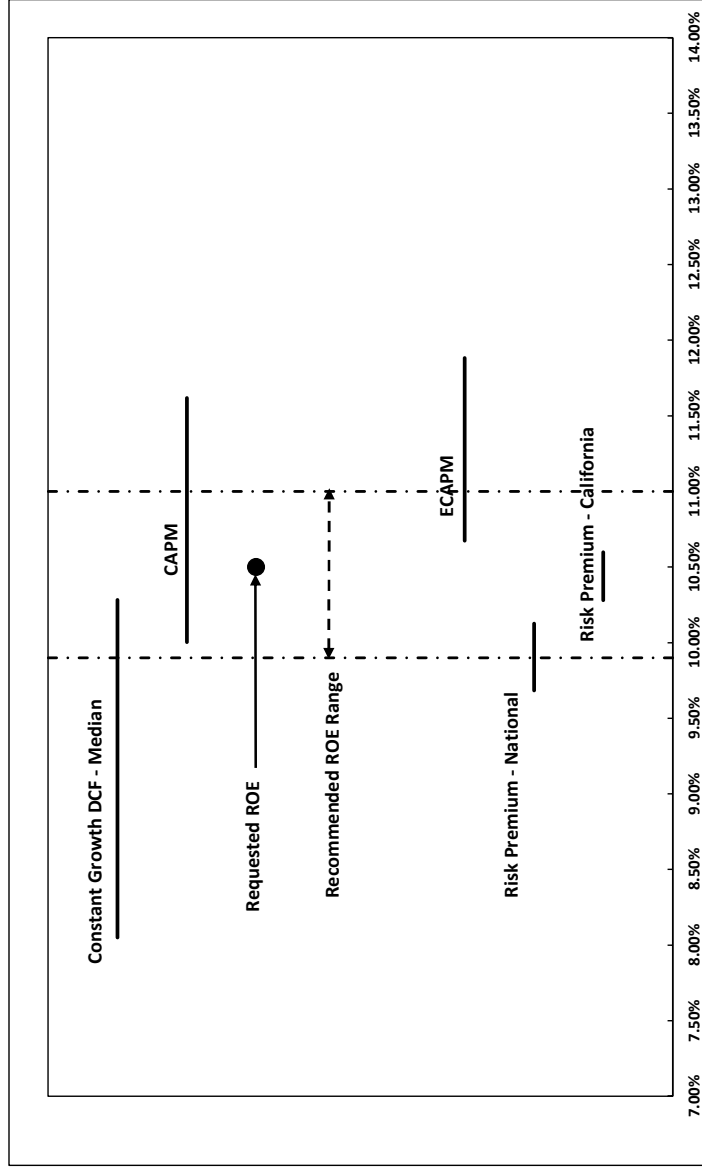 Constant Growth DCF - Median
CAPM
Requested ROE
Recommended ROE Range
ECAPM
Risk Premium - National
Risk Premium - California
7.00%
7.50%
8.00%
8.50%
9.00%
9.50%
10.00%
10.50%
11.00%
11.50%
12.00%
12.50%
13.00%
13.50%
14.00%